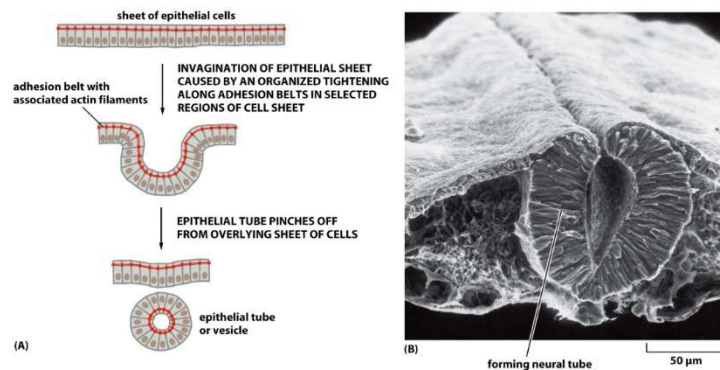 sheet of epithelial cells
INVAGINATION OF EPITHELIAL SHEET
CAUSED BY AN ORGANIZED TIGHTENING
ALONG ADHESION BELTS IN SELECTED
REGIONS OF CELL SHEET
adhesion belt with
associated actin filaments
EPITHELIAL TUBE PINCHES OFF
FROM OVERLYING SHEET OF CELLS
epithelial tube
or vesicle
(A)
(B)
forming neural tube
50 µm